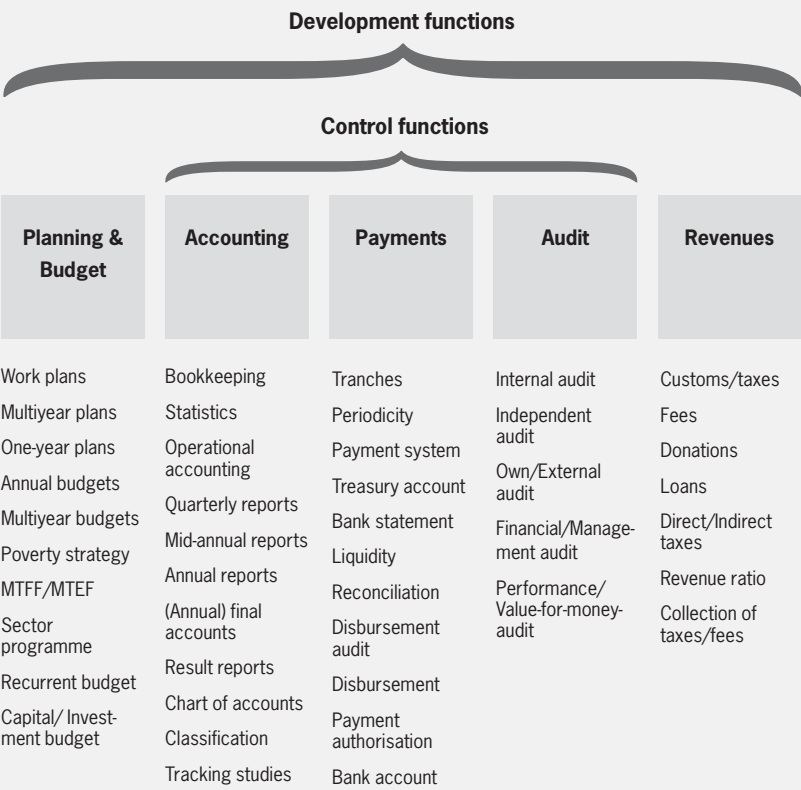 Development functions
Control functions
Planning &
Budget
Accounting
Payments
Audit
Revenues
Work plans
Multiyear plans
One-year plans
Annual budgets
Multiyear budgets
Poverty strategy
MTFF/MTEF
Sector
programme
Recurrent budget
Capital/ Invest-
ment budget
Bookkeeping
Statistics
Operational
accounting
Quarterly reports
Mid-annual reports
Annual reports
(Annual) final
accounts
Result reports
Chart of accounts
Classification
Tracking studies
Tranches
Periodicity
Payment system
Treasury account
Bank statement
Liquidity
Reconciliation
Disbursement
audit
Disbursement
Payment
authorisation
Bank account
Internal audit
Independent
audit
Own/External
audit
Financial/Manage-
ment audit
Performance/
Value-for-money-
audit
Customs/taxes
Fees
Donations
Loans
Direct/Indirect
taxes
Revenue ratio
Collection of
taxes/fees